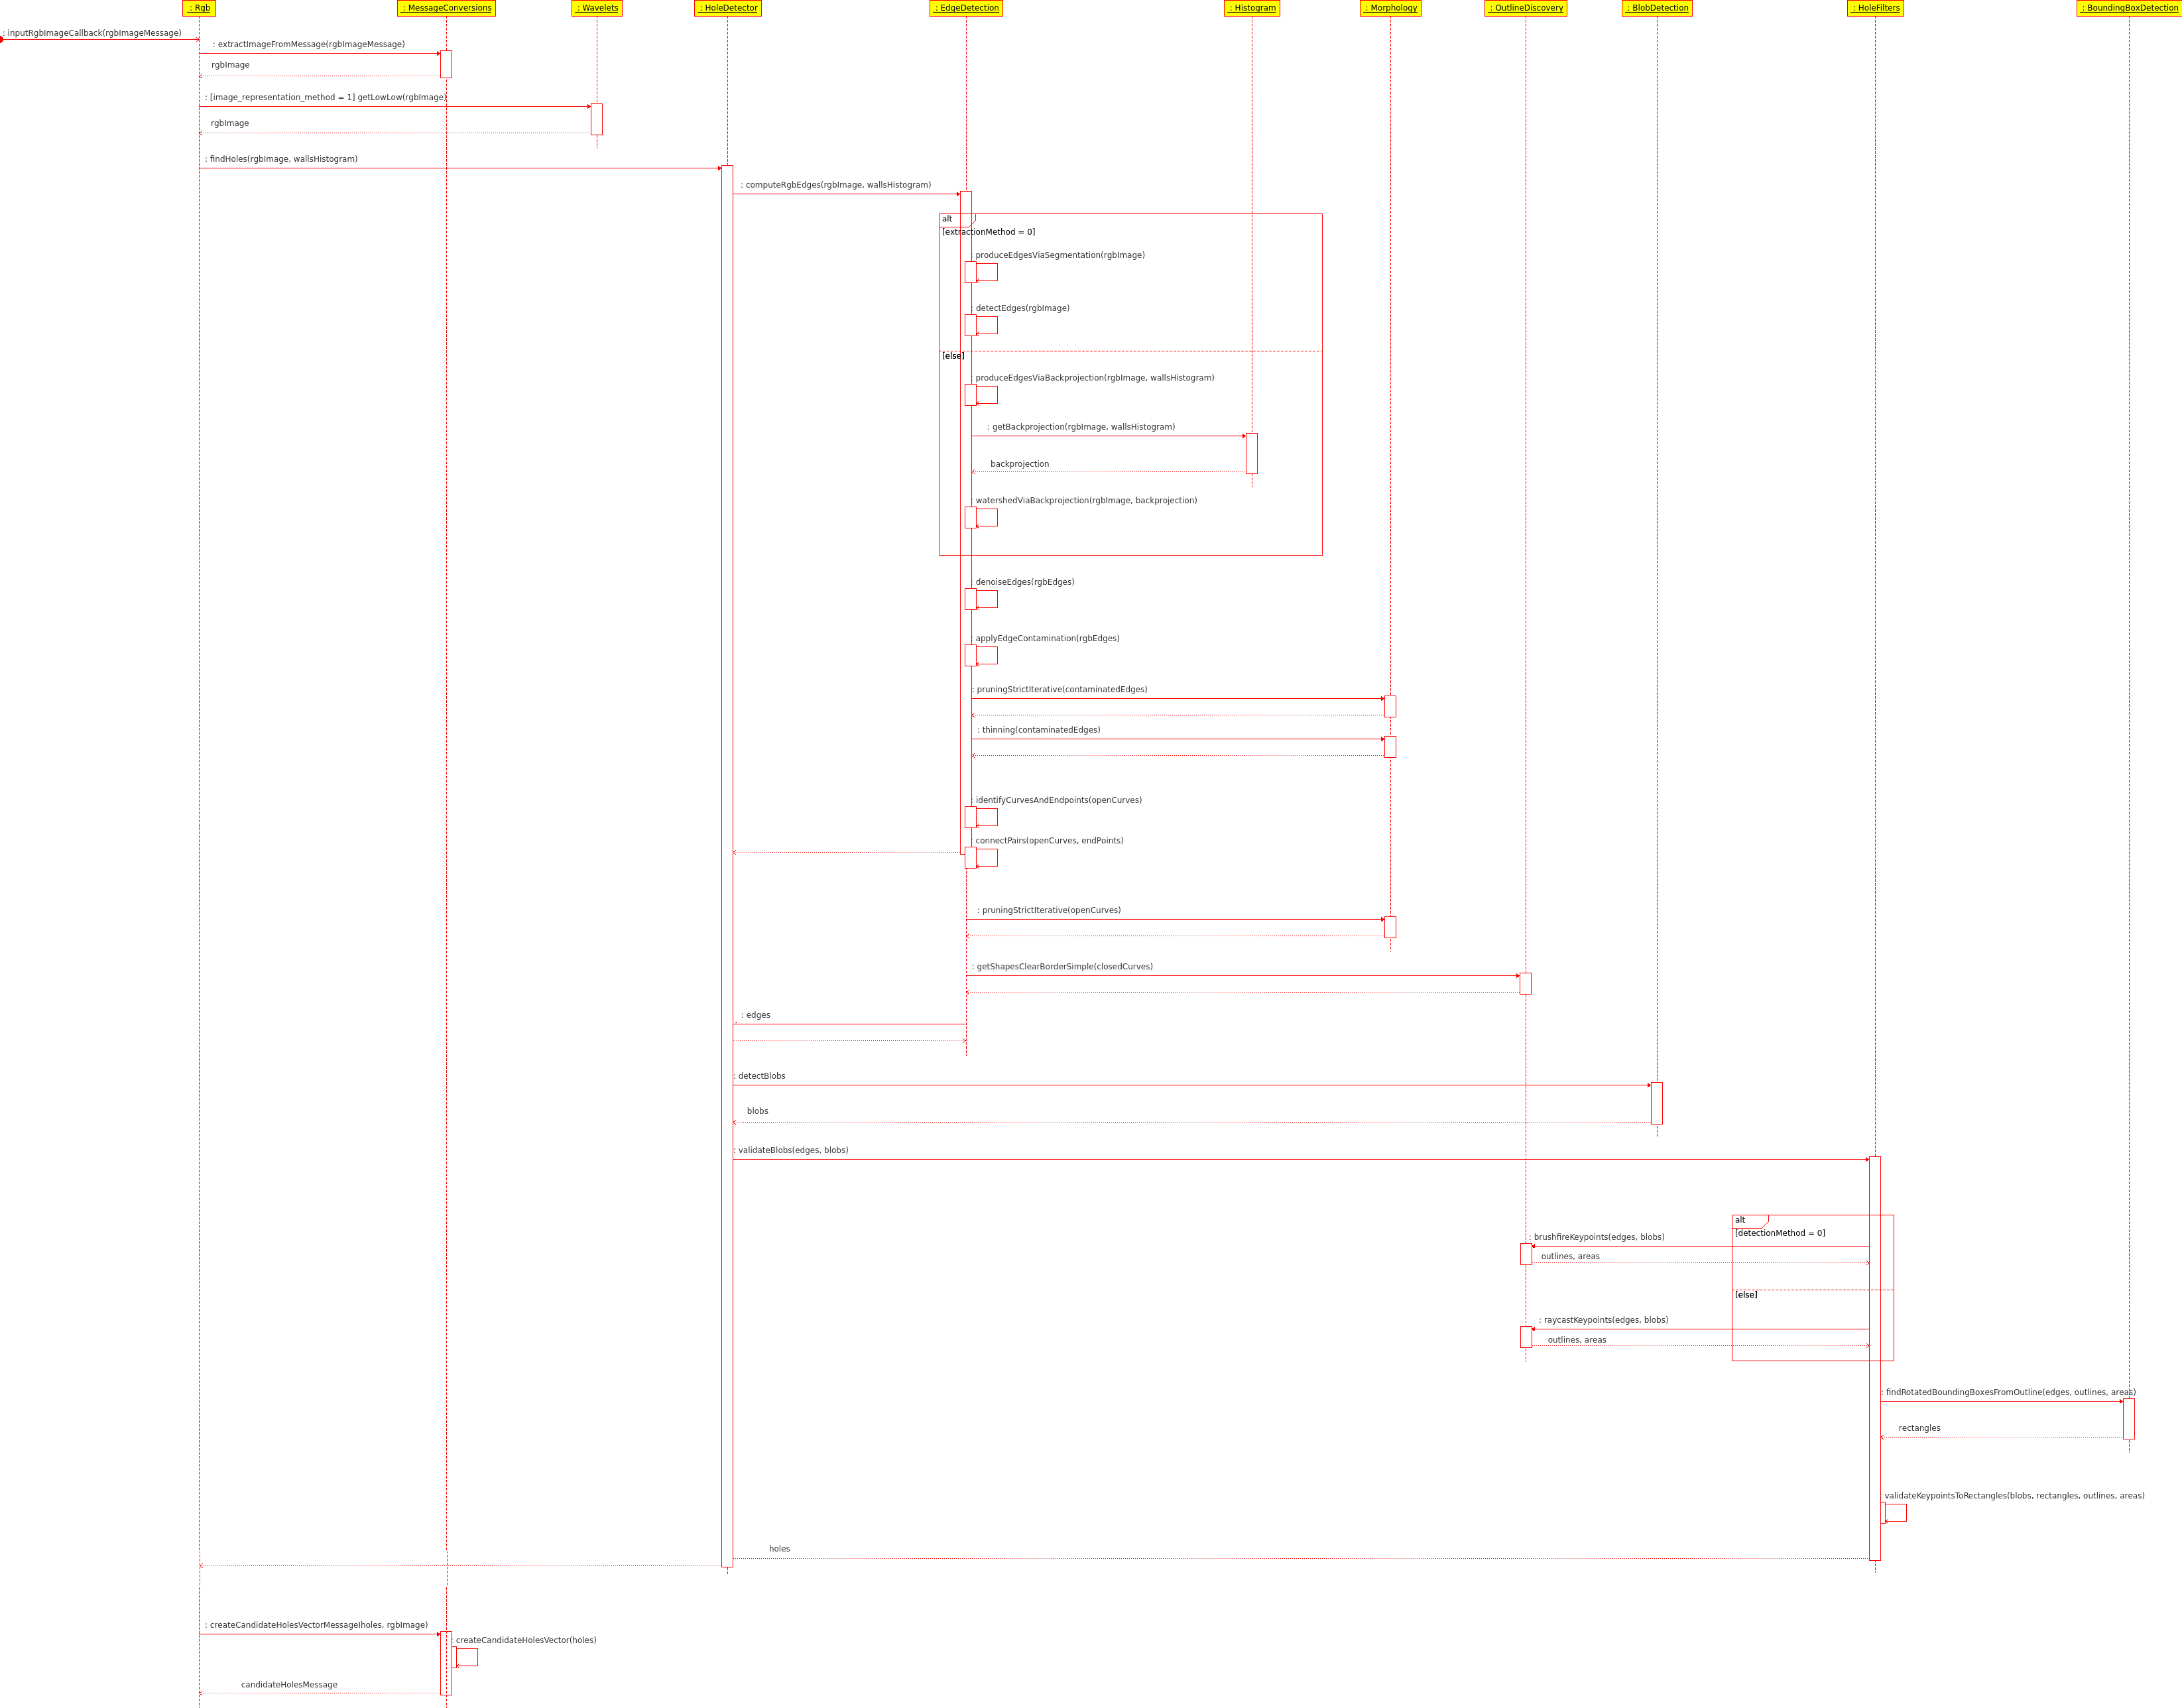 : Rgb
: MessageConversions
: Wavelets
: HoleDetector
: EdgeDetection
: Histogram
: Morphology
: OutlineDiscovery
: BlobDetection
: HoleFilters
: BoundingBoxDetection
: inputRgbImageCallback(rgbImageMessage)
: extractImageFromMessage(rgbImageMessage)
rgbImage
: [image_representation_method = 1] getLowLow(rgbImage)
rgbImage
: findHoles(rgbImage, wallsHistogram)
: computeRgbEdges(rgbImage, wallsHistogram)
alt
[extractionMethod = 0]
: produceEdgesViaSegmentation(rgbImage)
: detectEdges(rgbImage)
[else]
: produceEdgesViaBackprojection(rgbImage, wallsHistogram)
: getBackprojection(rgbImage, wallsHistogram)
backprojection
: watershedViaBackprojection(rgbImage, backprojection)
: denoiseEdges(rgbEdges)
: applyEdgeContamination(rgbEdges)
: pruningStrictIterative(contaminatedEdges)
: thinning(contaminatedEdges)
: identifyCurvesAndEndpoints(openCurves)
: connectPairs(openCurves, endPoints)
: pruningStrictIterative(openCurves)
: getShapesClearBorderSimple(closedCurves)
: edges
: detectBlobs
blobs
: validateBlobs(edges, blobs)
alt
[detectionMethod = 0]
: brushfireKeypoints(edges, blobs)
outlines, areas
[else]
: raycastKeypoints(edges, blobs)
outlines, areas
: findRotatedBoundingBoxesFromOutline(edges, outlines, areas)
rectangles
: validateKeypointsToRectangles(blobs, rectangles, outlines, areas)
holes
: createCandidateHolesVectorMessage(holes, rgbImage)
createCandidateHolesVector(holes)
candidateHolesMessage